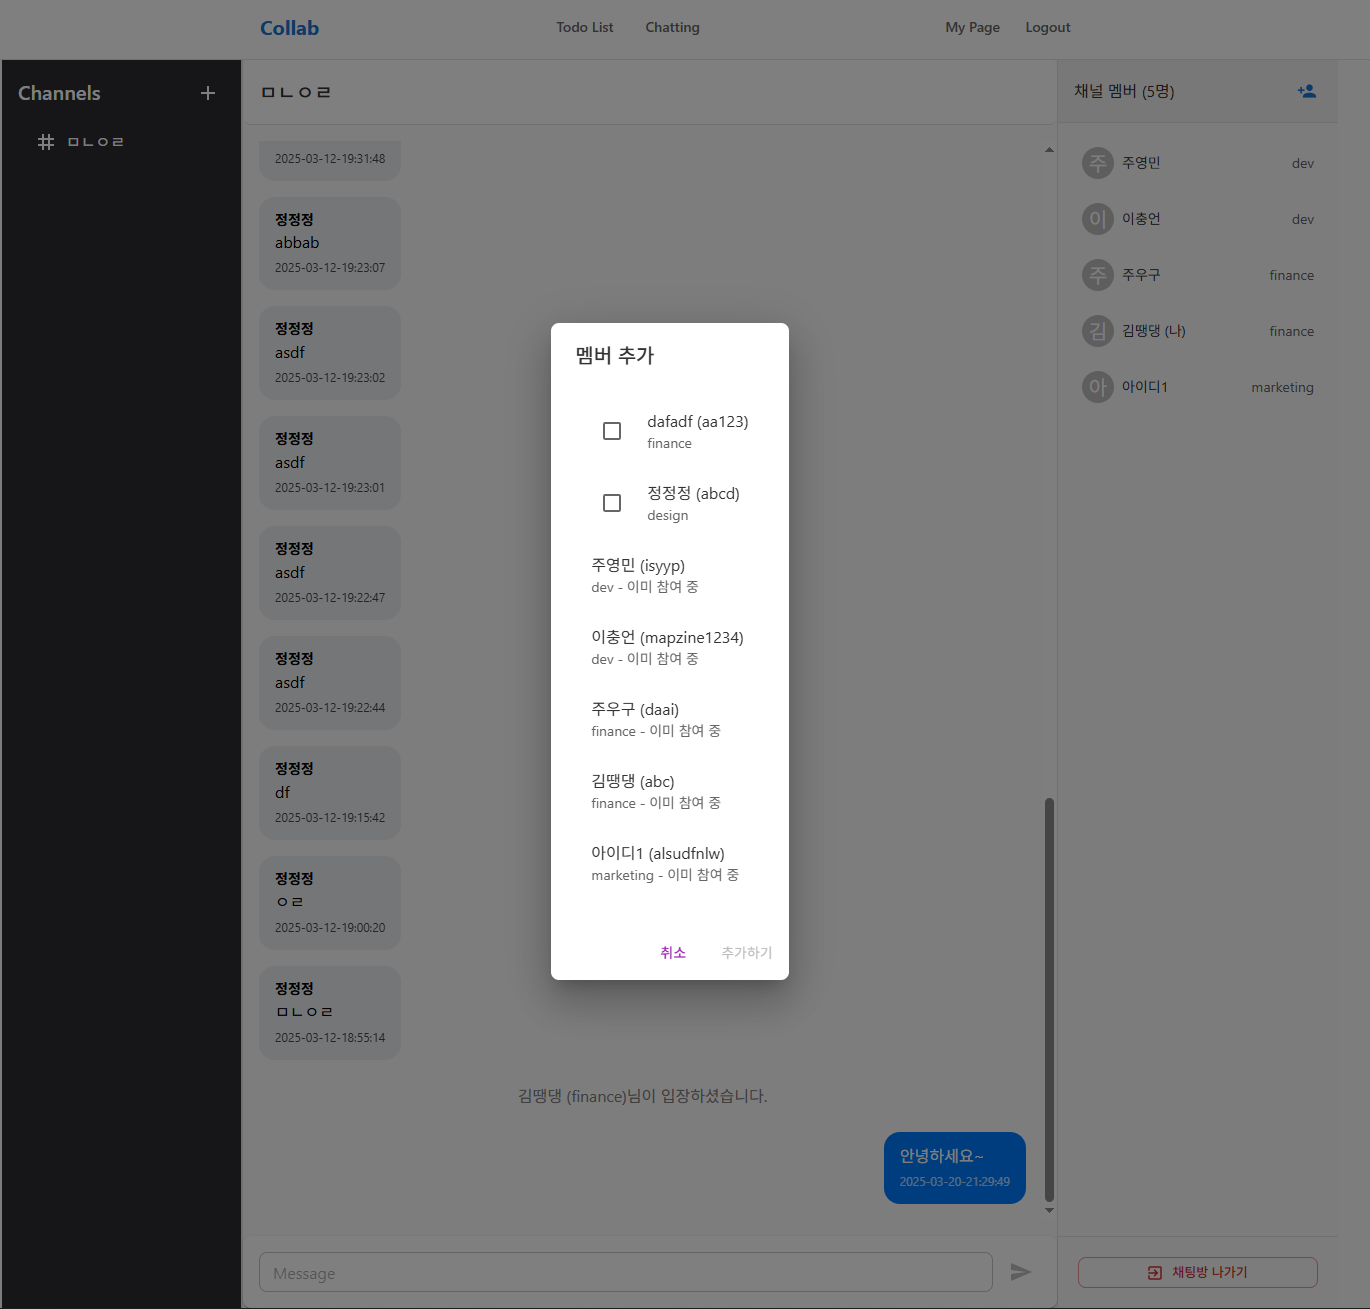 Collab
Todo List
Chatting
My Page
Logout
Channels
ㅁㄴㅇㄹ
ㅁㄴㅇㄹ
2025-03-12-19:31:48
정정정
abbab
2025-03-12-19:23:07
정정정
asdf
2025-03-12-19:23:02
정정정
asdf
2025-03-12-19:23:01
정정정
asdf
2025-03-12-19:22:47
정정정
asdf
2025-03-12-19:22:44
정정정
df
2025-03-12-19:15:42
정정정
ㅇㄹ
2025-03-12-19:00:20
정정정
ㅁㄴㅇㄹ
2025-03-12-18:55:14
김땡댕 (finance)님이 입장하셨습니다.
안녕하세요~
2025-03-20-21:29:49
Message
멤버 추가
dafadf (aa123)
finance
정정정 (abcd)
design
주영민 (isyyp)
dev - 이미 참여 중
이충언 (mapzine1234)
dev - 이미 참여 중
주우구 (daai)
finance - 이미 참여 중
김땡댕 (abc)
finance - 이미 참여 중
아이디1 (alsudfnlw)
marketing - 이미 참여 중
취소
추가하기
채널 멤버 (5명)
주 주영민 dev
이 이충언 dev
주 주우구 finance
김 김땡댕 (나) finance
아 아이디1 marketing
채팅방 나가기